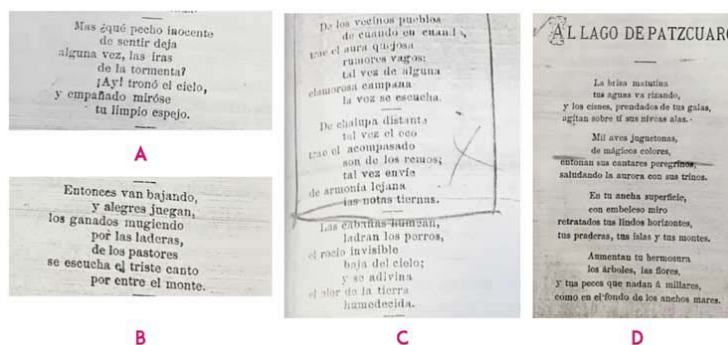 Mas ¿qué pecho inocente
de sentir deja
alguna vez, las iras
de la tormenta?
¡Ay! tronó el cielo,
y empañado miróse
tu limpio espejo.
A
Entonces van bajando,
y alegres juegan,
los ganados mugiendo
por las laderas,
de los pastores
se escucha el triste canto
por entre el monte.
B
De los vecinos pueblos
de cuando en cuando,
trae el aura quejosa
rumores vagos;
tal vez de alguna
clamorosa campana
la voz se escucha.
De chalupa distante
tal vez el eco
trae el acompasado
son de los remos;
tal vez envía
de armonía lejana
las notas tiernas.
Las cabañas humean,
ladran los perros,
el rocío invisible
baja del cielo;
y se adivina
el olor de la tierra
humedecida.
C
AL LAGO DE PATZCUARO
La brisa matutina
tus aguas va rizando,
y los cisnes, prendados de tus galas,
agitan sobre tí sus níveas alas.
Mil aves juguetonas,
de mágicos colores,
entonan sus cantares peregrinos,
saludando la aurora con sus trinos.
En tu ancha superficie,
con embeleso miro
retratados tus lindos horizontes,
tus praderas, tus islas y tus montes.
Aumentan tu hermosura
los árboles, las flores,
y tus peces que nadan á millares,
como en el fondo de los anchos mares.
D